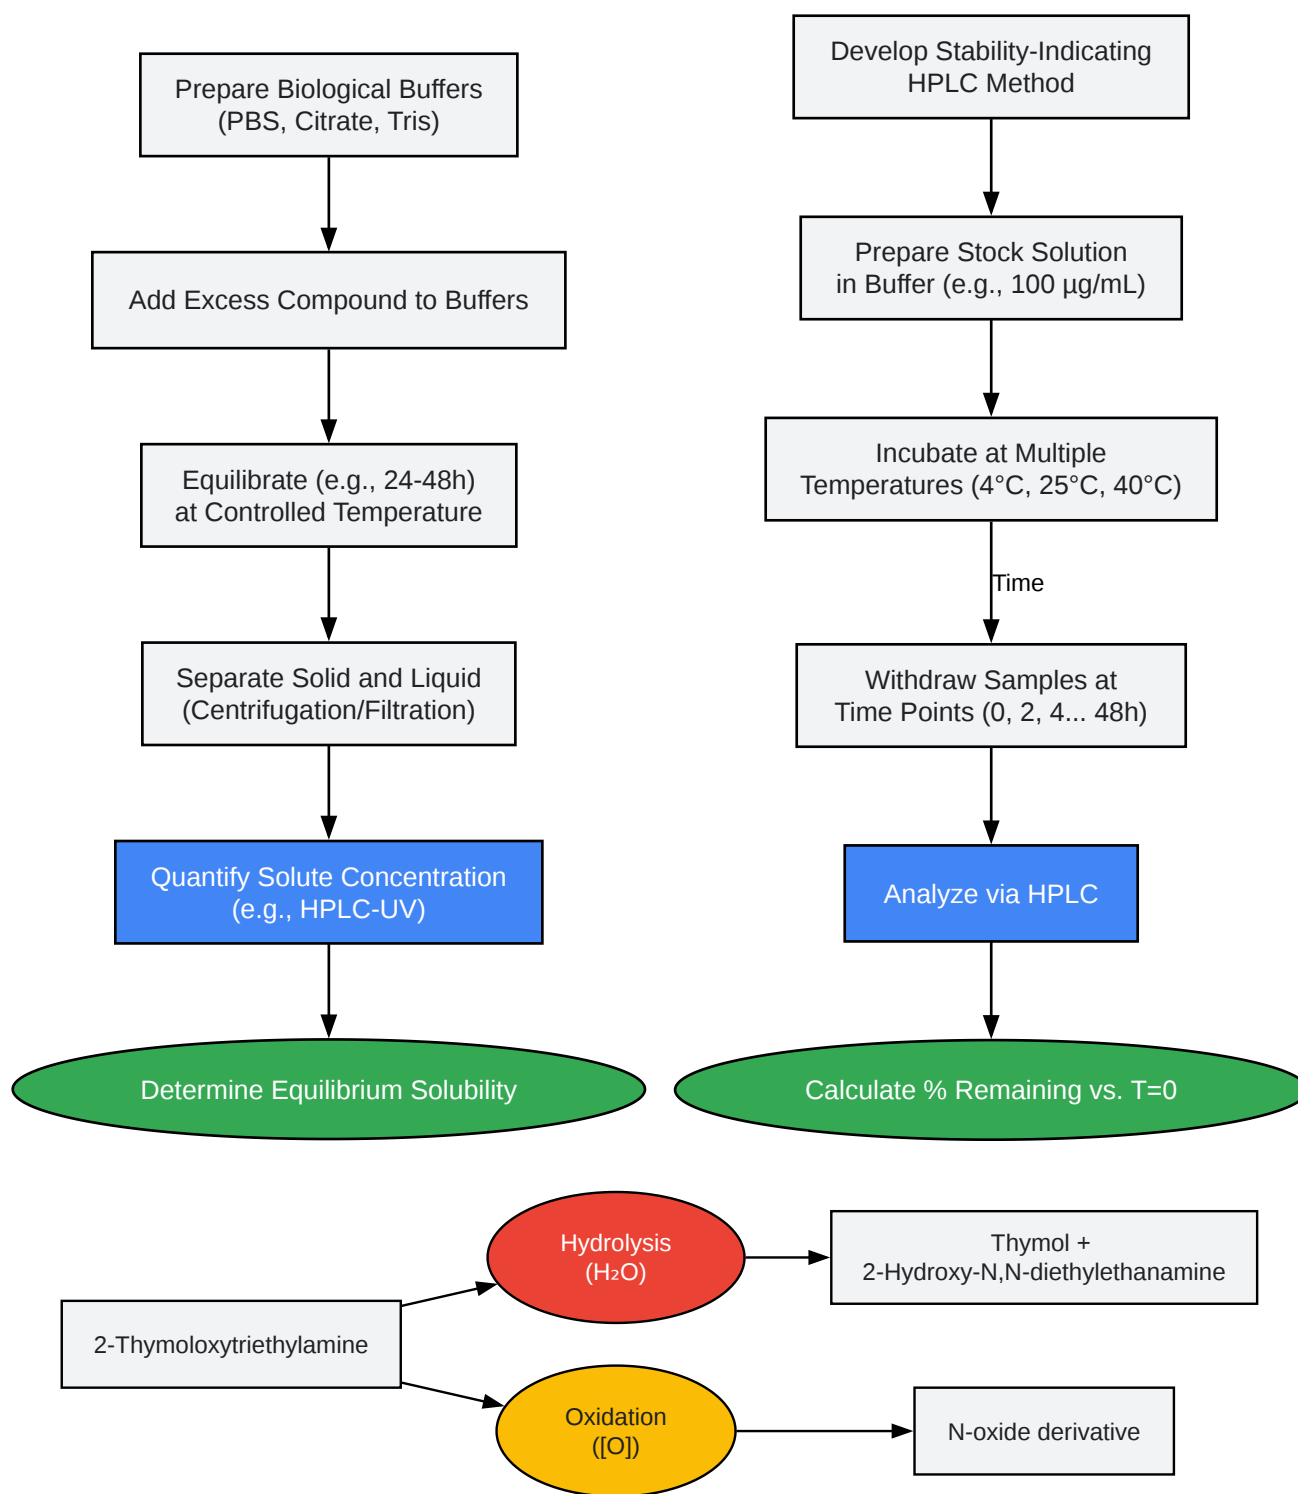 Prepare Biological Buffers
(PBS, Citrate, Tris)
Add Excess Compound to Buffers
Equilibrate (e.g., 24-48h)
at Controlled Temperature
Separate Solid and Liquid
(Centrifugation/Filtration)
Quantify Solute Concentration
(e.g., HPLC-UV)
Determine Equilibrium Solubility
Develop Stability-Indicating
HPLC Method
Prepare Stock Solution
in Buffer (e.g., 100 µg/mL)
Incubate at Multiple
Temperatures (4°C, 25°C, 40°C)
Time
Withdraw Samples at
Time Points (0, 2, 4... 48h)
Analyze via HPLC
Calculate % Remaining vs. T=0
2-Thymoloxytriethylamine
Hydrolysis
(H₂O)
Thymol +
2-Hydroxy-N,N-diethylethanamine
Oxidation
([O])
N-oxide derivative